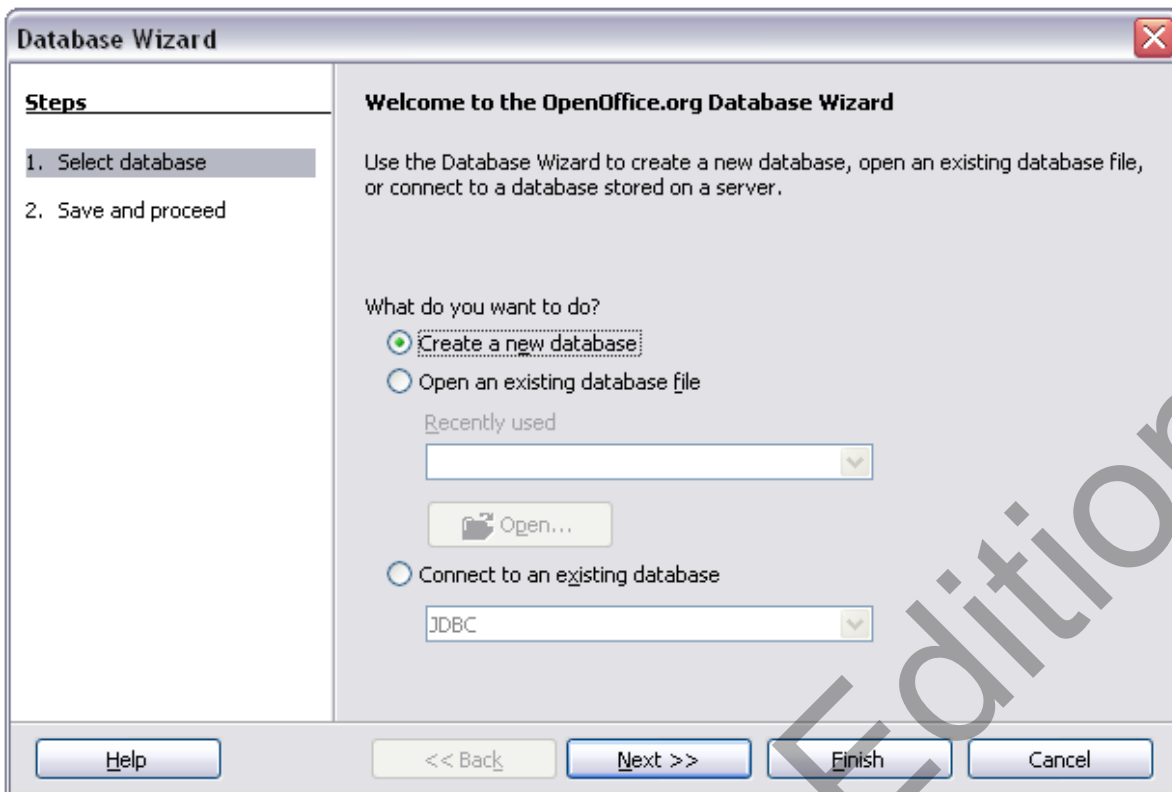 Database Wizard
Steps
1. Select database
2. Save and proceed
Welcome to the OpenOffice.org Database Wizard
Use the Database Wizard to create a new database, open an existing database file,
or connect to a database stored on a server.
What do you want to do?
Create a new database
Open an existing database file
Recently used
Open...
Connect to an existing database
JDBC
Help
<< Back
Next >>
Finish
Cancel
Edition